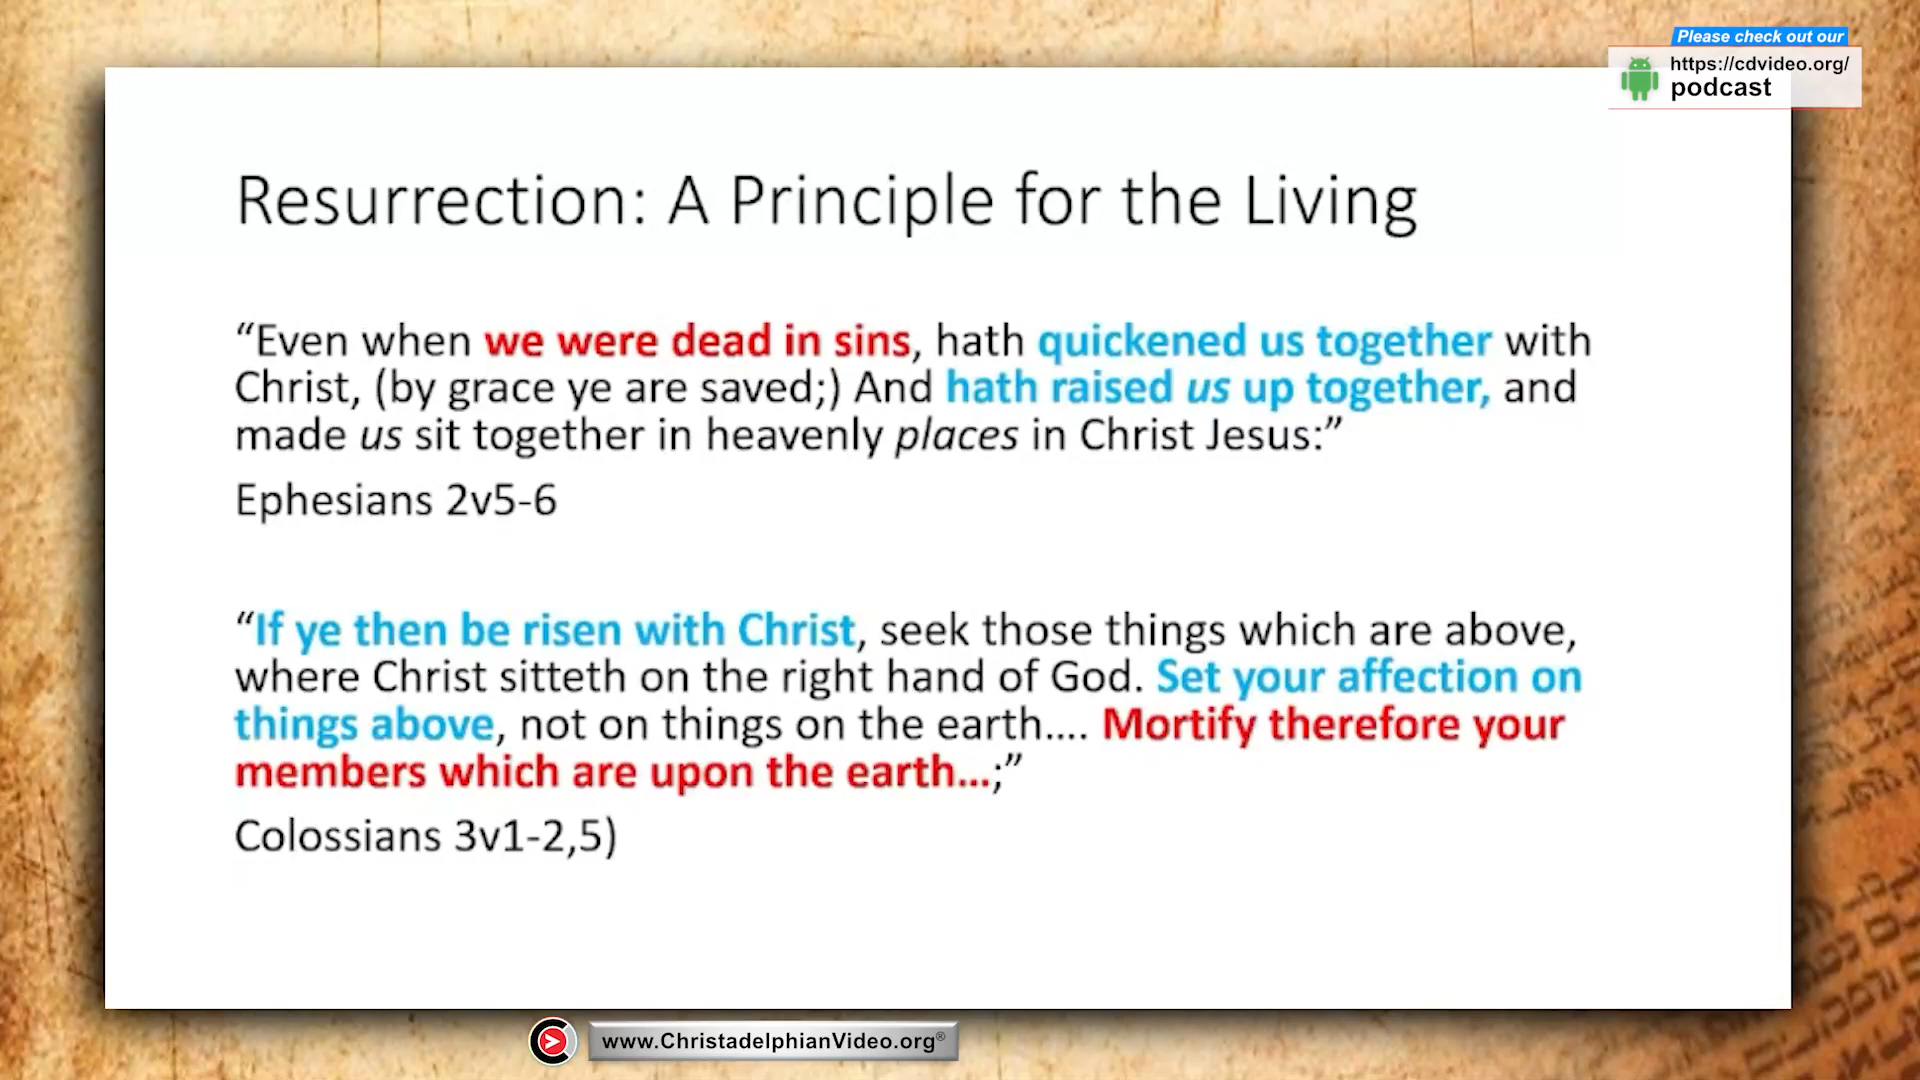 Please check out our
https://cdvideo.org/
podcast
Resurrection: A Principle for the Living
“Even when we were dead in sins, hath quickened us together with
Christ, (by grace ye are saved;) And hath raised us up together, and
made us sit together in heavenly places in Christ Jesus:”
Ephesians 2v5-6
“If ye then be risen with Christ, seek those things which are above,
where Christ sitteth on the right hand of God. Set your affection on
things above, not on things on the earth…. Mortify therefore your
members which are upon the earth…;”
Colossians 3v1-2,5)
www.ChristadelphianVideo.org®